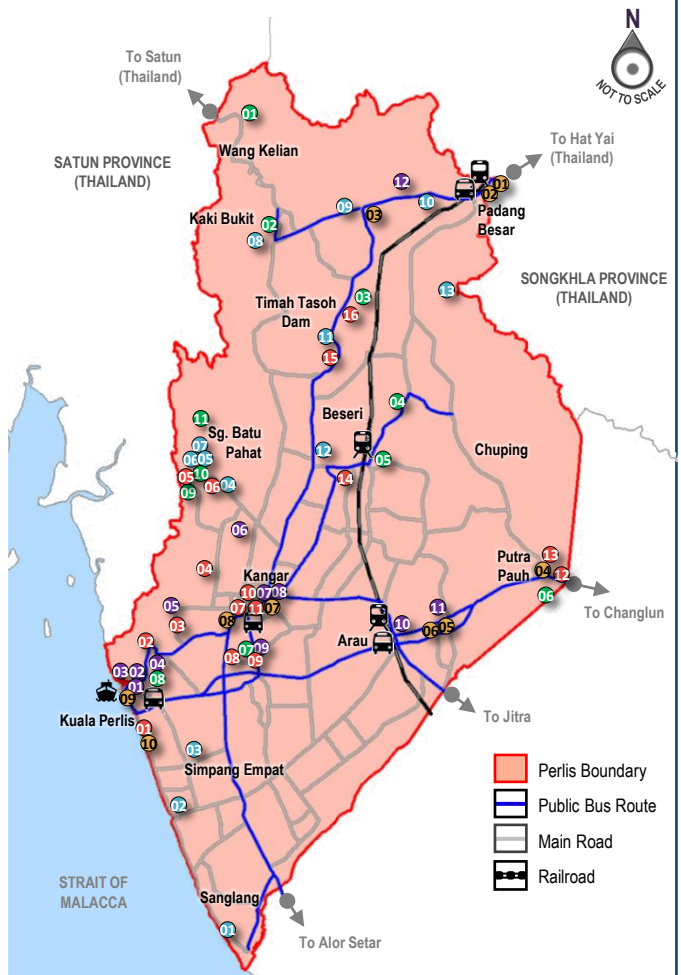 N
NOT TO SCALE
To Satun
(Thailand)
01
Wang Kelian
To Hat Yai
(Thailand)
SATUN PROVINCE
(THAILAND)
12
01
02
09
10
03
Padang
Besar
Kaki Bukit
02
08
SONGKHLA PROVINCE
(THAILAND)
13
Timah Tasoh
Dam
03
16
11
15
04
Beseri
11
Sg. Batu
Pahat
07
06
05
12
05
Chuping
10
05
06
04
09
14
06
Putra
Pauh
13
04
12
04
06
To Changlun
Kangar
10
07
08
05
07
11
07
08
11
03
10
06
05
Arau
02
07
09
08
09
03
02
04
01
08
09
Kuala Perlis
To Jitra
01
10
03
Simpang Empat
02
Perlis Boundary
Public Bus Route
Main Road
Railroad
STRAIT OF
MALACCA
Sanglang
01
To Alor Setar